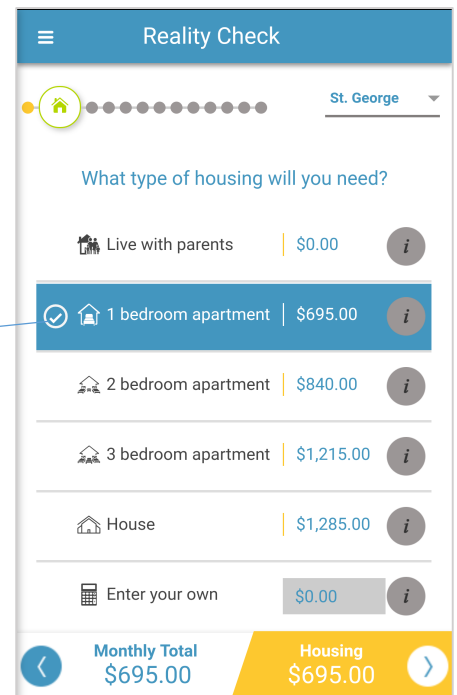 Reality Check
St. George
What type of housing will you need?
Live with parents $0.00 i
1 bedroom apartment $695.00 i
2 bedroom apartment $840.00 i
3 bedroom apartment $1,215.00 i
House $1,285.00 i
Enter your own $0.00 i
Monthly Total Housing
$695.00 $695.00